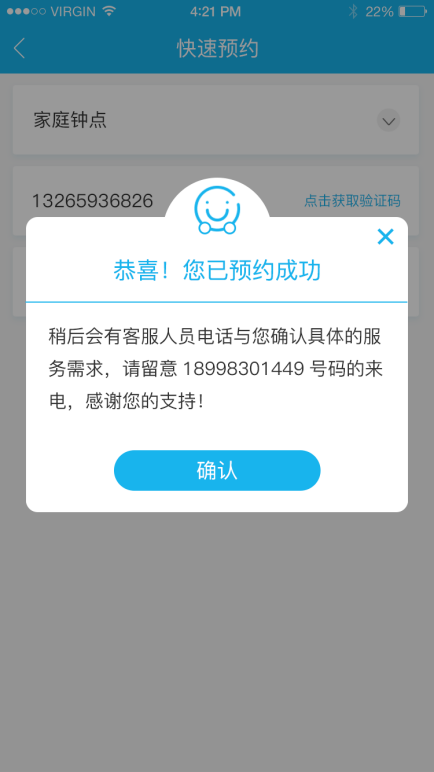 VIRGIN 4:21 PM 22%
快速预约
家庭钟点
13265936826 点击获取验证码
恭喜！您已预约成功
稍后会有客服人员电话与您确认具体的服
务需求，请留意 18998301449 号码的来
电，感谢您的支持！
确认